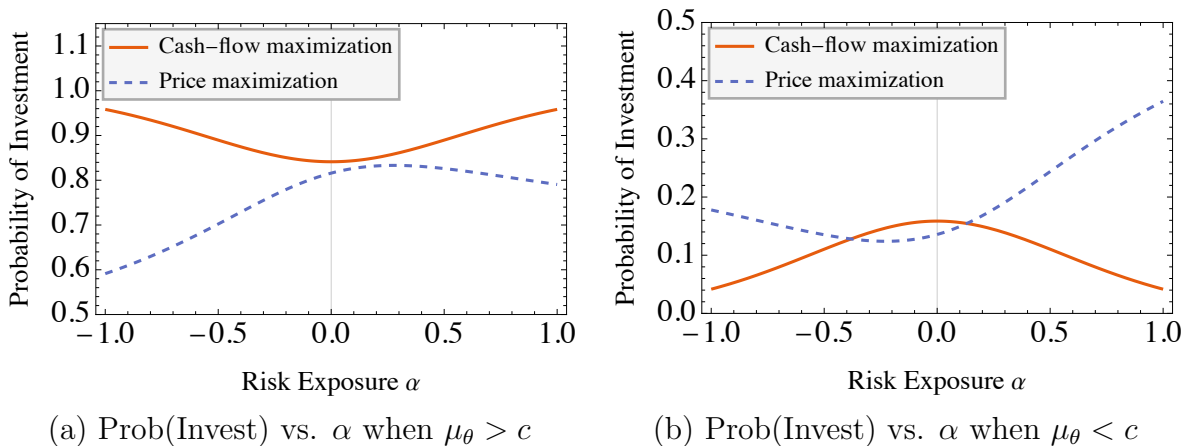 Probability of Investment
1.1
1.0
0.9
0.8
0.7
0.6
0.5
Cash-flow maximization
Price maximization
-1.0 -0.5 0.0 0.5 1.0
Risk Exposure α
(a) Prob(Invest) vs. α when μθ > c
Probability of Investment
0.5
0.4
0.3
0.2
0.1
0.0
Cash-flow maximization
Price maximization
-1.0 -0.5 0.0 0.5 1.0
Risk Exposure α
(b) Prob(Invest) vs. α when μθ < c